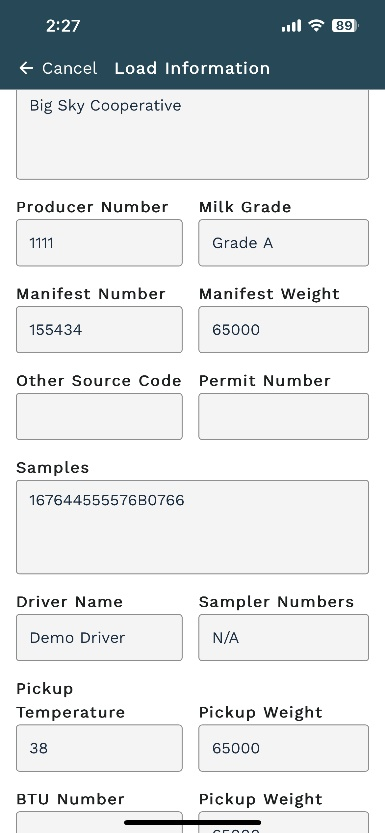 2:27
89
Cancel Load Information
Big Sky Cooperative
Producer Number Milk Grade
1111 Grade A
Manifest Number Manifest Weight
155434 65000
Other Source Code Permit Number
Samples
167644555576B0766
Driver Name Sampler Numbers
Demo Driver N/A
Pickup
Temperature Pickup Weight
38 65000
BTU Number Pickup Weight